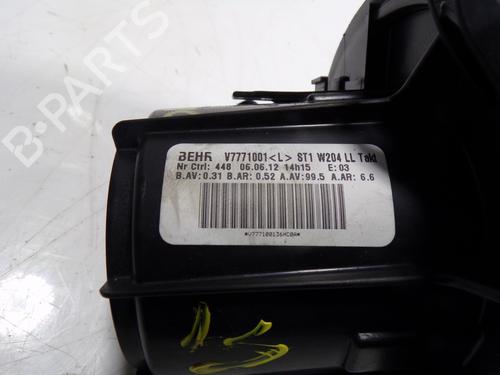 B-PARTS
BEHR V7771001<L> ST1 W204 LL Takt
Nr Ctrl: 448 06.06.12 14h15 E:03
B.AV:0.31 B.AR: 0.52 A.AV:99.5 A.AR: 6.6
*V777100136HC0A*